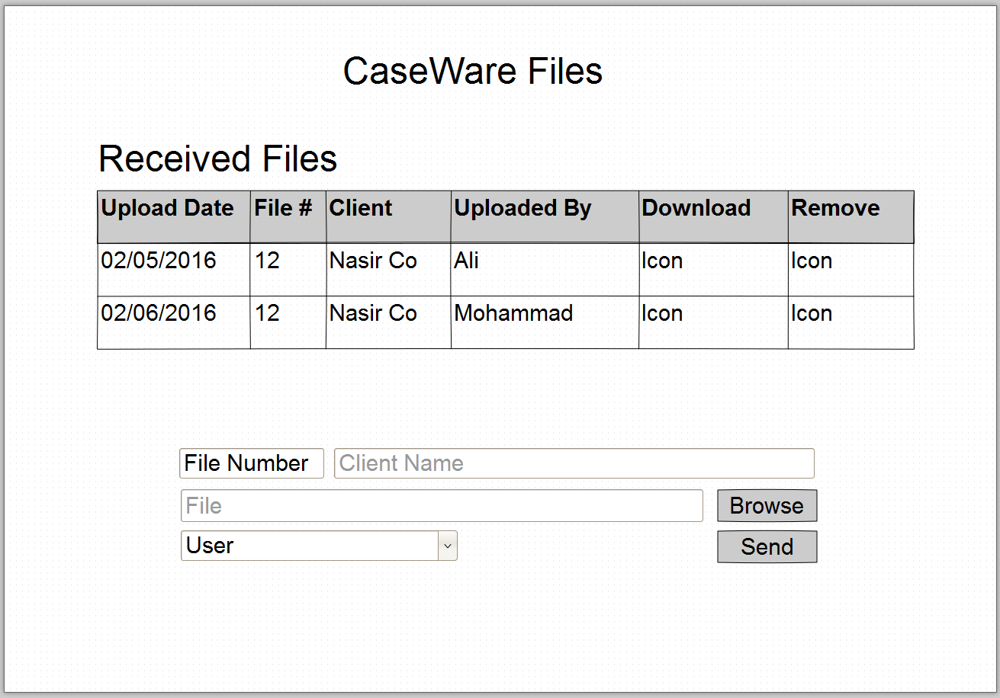 CaseWare Files
Received Files
Upload Date File # Client Uploaded By Download Remove
02/05/2016 12 Nasir Co Ali Icon Icon
02/06/2016 12 Nasir Co Mohammad Icon Icon
File Number Client Name
File Browse
User Send